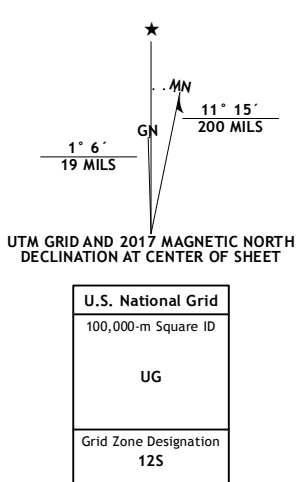 ★
MN
GN
11° 15´
200 MILS
1° 6´
19 MILS
UTM GRID AND 2017 MAGNETIC NORTH
DECLINATION AT CENTER OF SHEET
U.S. National Grid
100,000-m Square ID
UG
Grid Zone Designation
12S